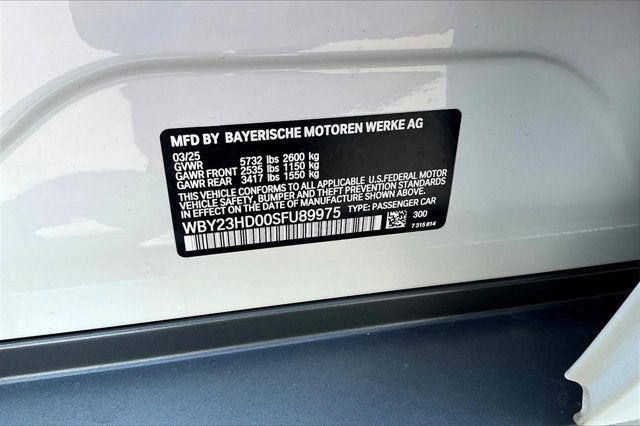 MFD BY BAYERISCHE MOTOREN WERKE AG
03/25
GVWR 5732 lbs 2600 kg
GAWR FRONT 2535 lbs 1150 kg
GAWR REAR 3417 lbs 1550 kg
THIS VEHICLE CONFORMS TO ALL APPLICABLE U.S.FEDERAL MOTOR
VEHICLE SAFETY, BUMPER AND THEFT PREVENTION STANDARDS
IN EFFECT ON THE DATE OF MANUFACTURE SHOWN ABOVE.
WBY23HD00SFU89975 TYPE: PASSENGER CAR
300
7 315 814